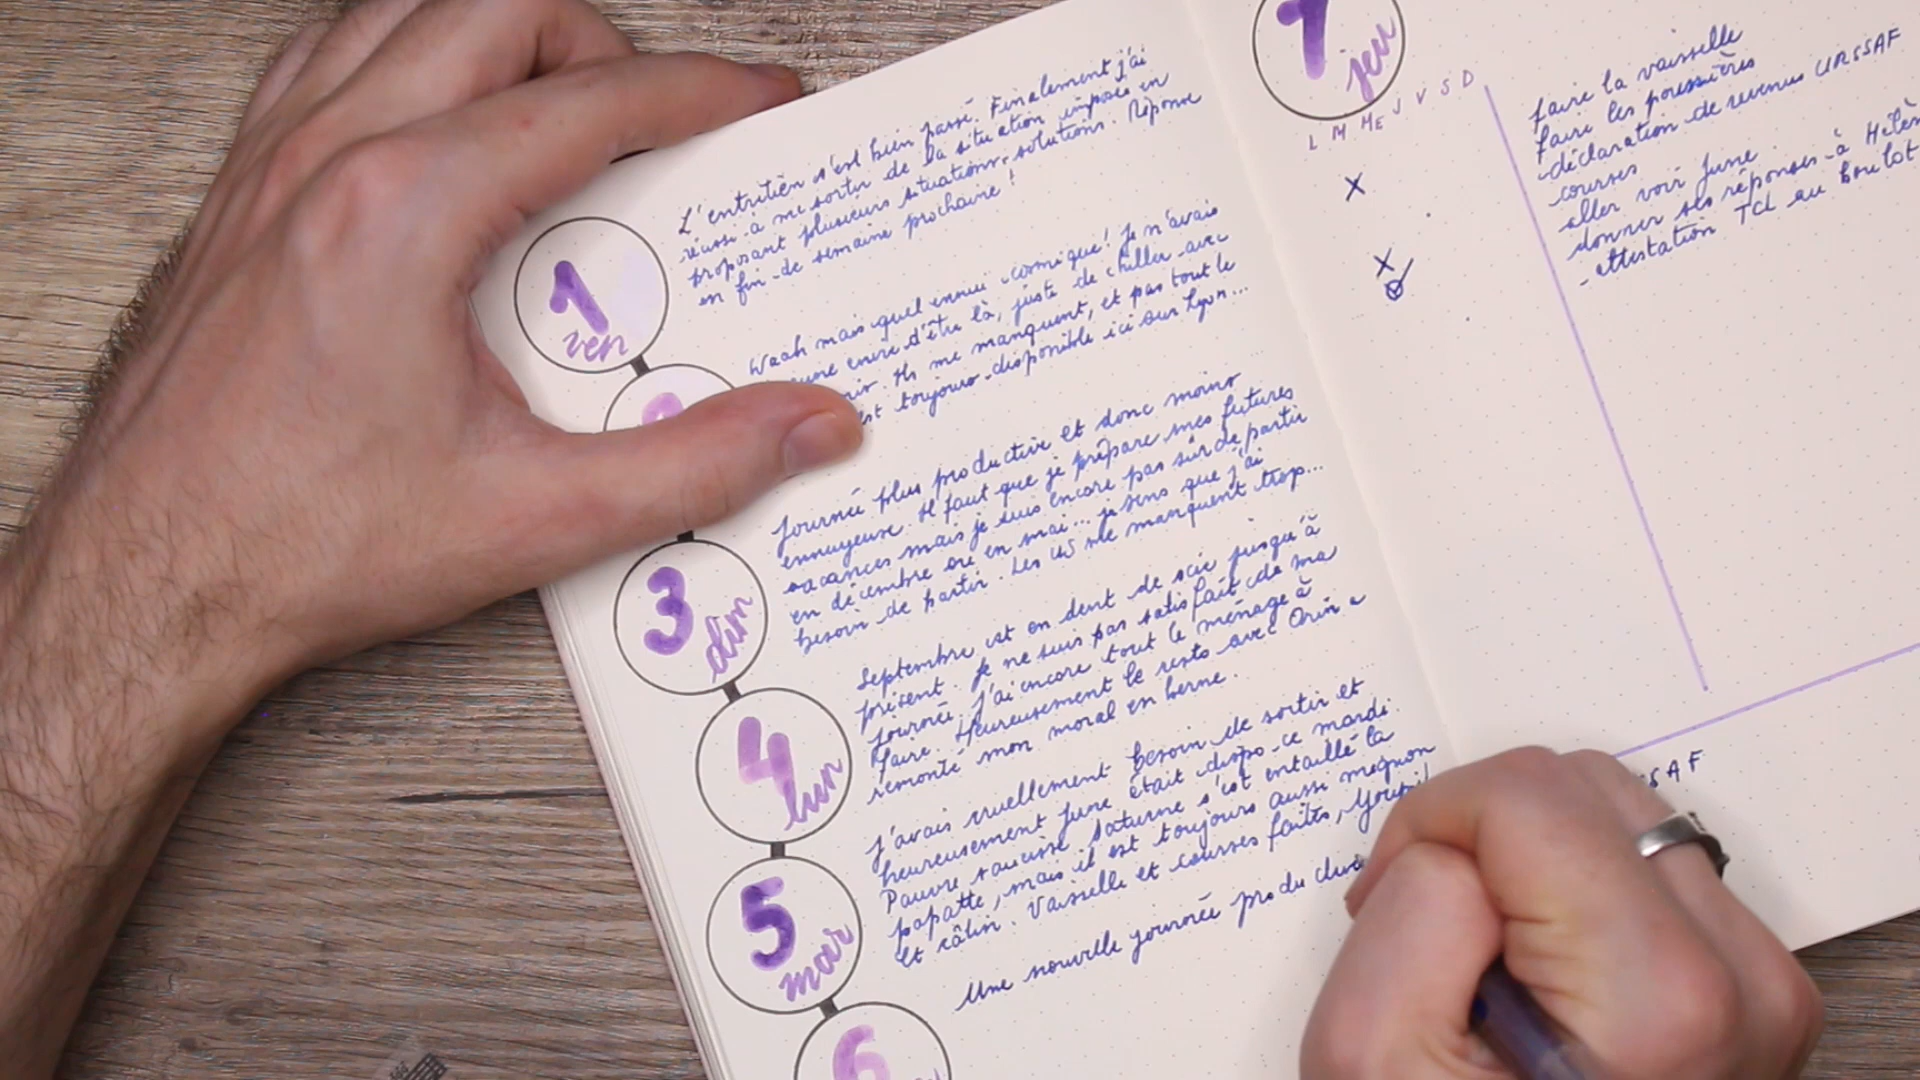 1
ven
L'entretien s'est bien passé. Finalement j'ai
réussi à me sortir de la situation imposée en
proposant plusieurs situations-solutions. Réponse
en fin de semaine prochaine !
Waah mais quel ennui cosmique ! Je n'avais
aucune envie d'être là, juste de chiller avec
Ils me manquent, et pas tout le
est toujours disponible ici sur Lyon...
3
dim
Journée plus productive et donc moins
ennuyeuse. Il faut que je prépare mes futures
vacances mais je suis encore pas sûr de partir
en décembre ou en mai... je sens que j'ai
besoin de partir. Les US me manquent trop...
4
lun
Septembre est en dent de scie jusqu'à
présent. Je ne suis pas satisfait de ma
journée, j'ai encore tout le ménage à
faire. Heureusement le resto avec Orin a
remonté mon moral en berne.
5
mar
J'avais cruellement besoin de sortir et
heureusement June était dispo ce mardi.
Pauvre saucisse Saturne s'est entaillé la
papatte, mais il est toujours aussi mignon
et câlin. Vaisselle et courses faites, youpi !
6
Une nouvelle journée productive
7
jeu
L M ME J V S D
faire la vaisselle
faire les poussières
déclaration de revenus URSSAF
courses
aller voir June
donner ses réponses à
attestation TCL au boulot
SSAF